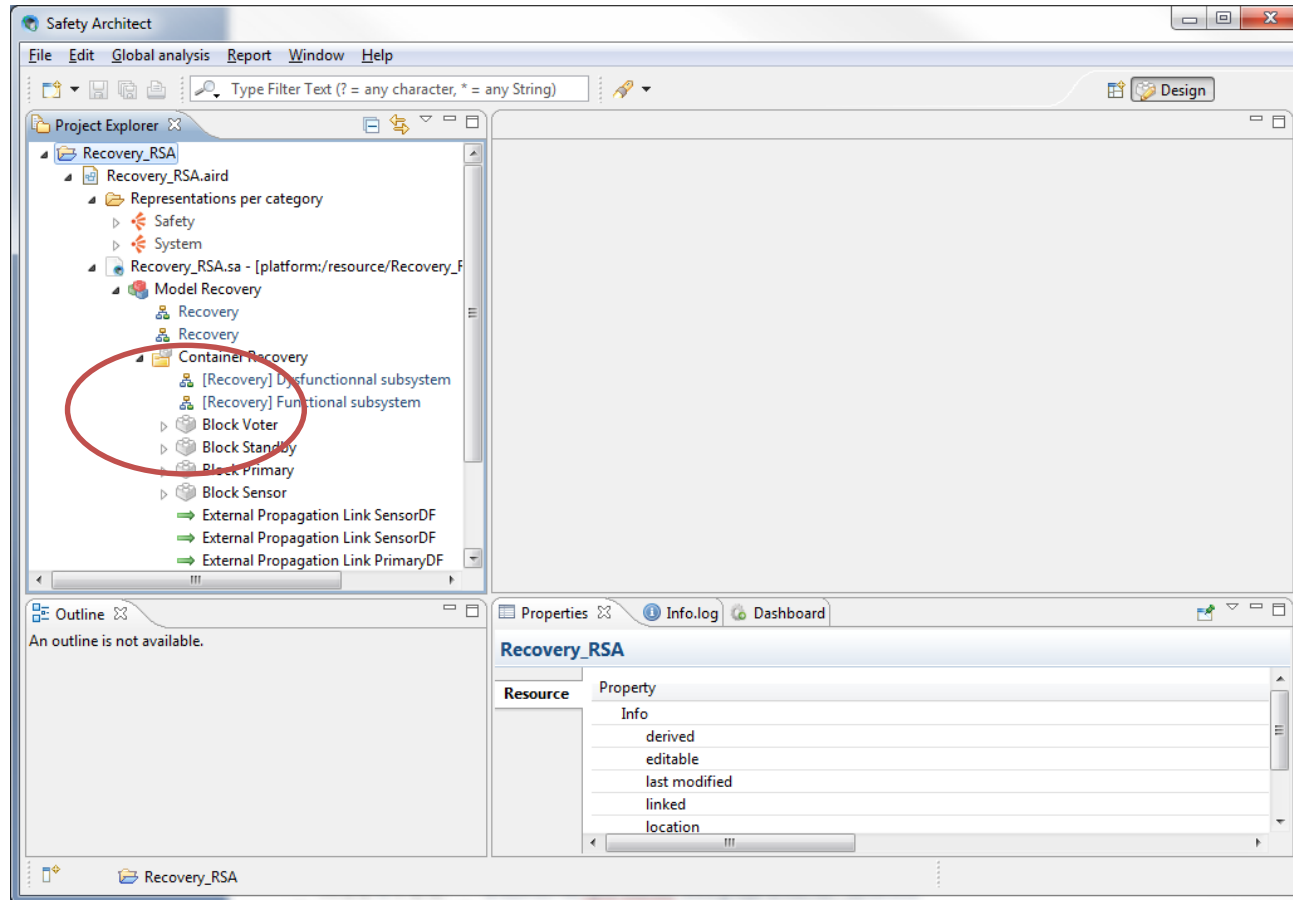 Safety Architect
File Edit Global analysis Report Window Help
Type Filter Text (? = any character, * = any String)
Design
Project Explorer
Recovery_RSA
Recovery_RSA.aird
Representations per category
Safety
System
Recovery_RSA.sa - [platform:/resource/Recovery_R
Model Recovery
Recovery
Recovery
Container Recovery
[Recovery] Dysfunctionnal subsystem
[Recovery] Functional subsystem
Block Voter
Block Standby
Block Primary
Block Sensor
External Propagation Link SensorDF
External Propagation Link SensorDF
External Propagation Link PrimaryDF
Outline
An outline is not available.
Properties Info.log Dashboard
Recovery_RSA
Resource
Property
Info
derived
editable
last modified
linked
location
Recovery_RSA